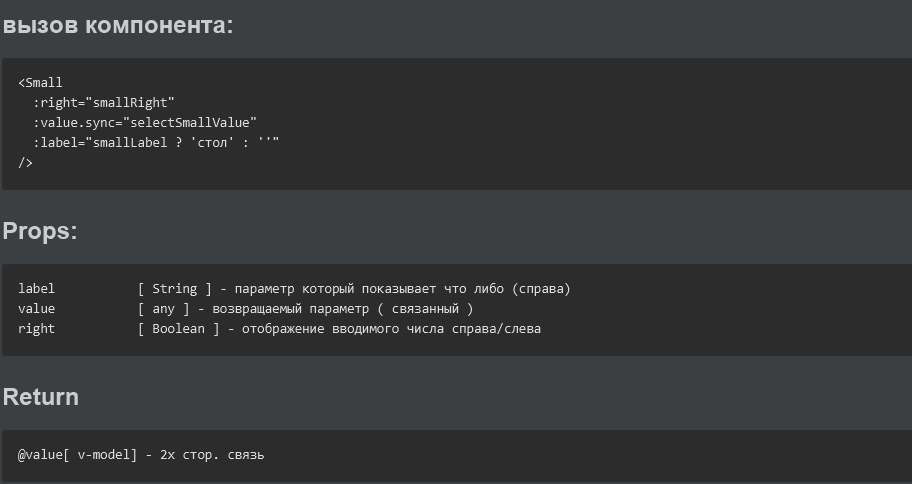 вызов компонента:
<Small
  :right="smallRight"
  :value.sync="selectSmallValue"
  :label="smallLabel ? 'стол' : ''"
/>
Props:
label           [ String ] - параметр который показывает что либо (справа)
value           [ any ] - возвращаемый параметр ( связанный )
right           [ Boolean ] - отображение вводимого числа справа/слева
Return
@value[ v-model] - 2х стор. связь